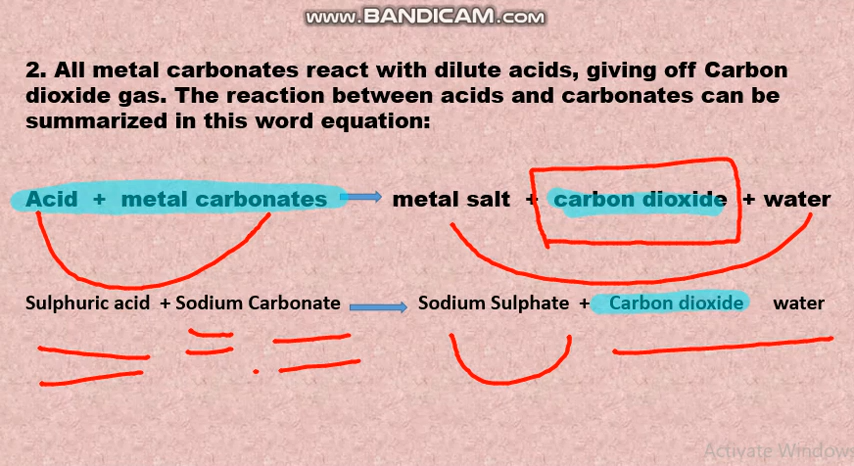 www.BANDICAM.com
2. All metal carbonates react with dilute acids, giving off Carbon
dioxide gas. The reaction between acids and carbonates can be
summarized in this word equation:
Acid + metal carbonates → metal salt + carbon dioxide + water
Sulphuric acid + Sodium Carbonate → Sodium Sulphate + Carbon dioxide water
Activate Windows